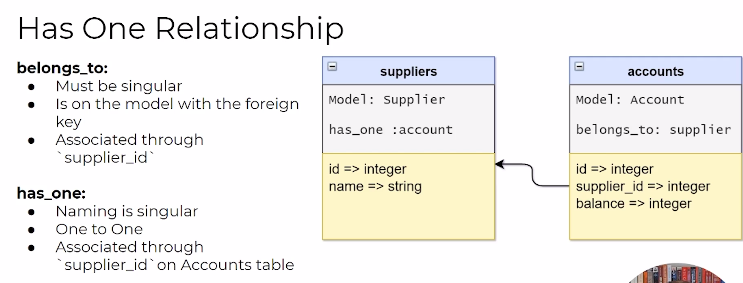 Has One Relationship
belongs_to:
● Must be singular
● Is on the model with the foreign
key
● Associated through
`supplier_id`
has_one:
● Naming is singular
● One to One
● Associated through
`supplier_id`on Accounts table
suppliers
Model: Supplier
has_one :account
id => integer
name => string
accounts
Model: Account
belongs_to: supplier
id => integer
supplier_id => integer
balance => integer